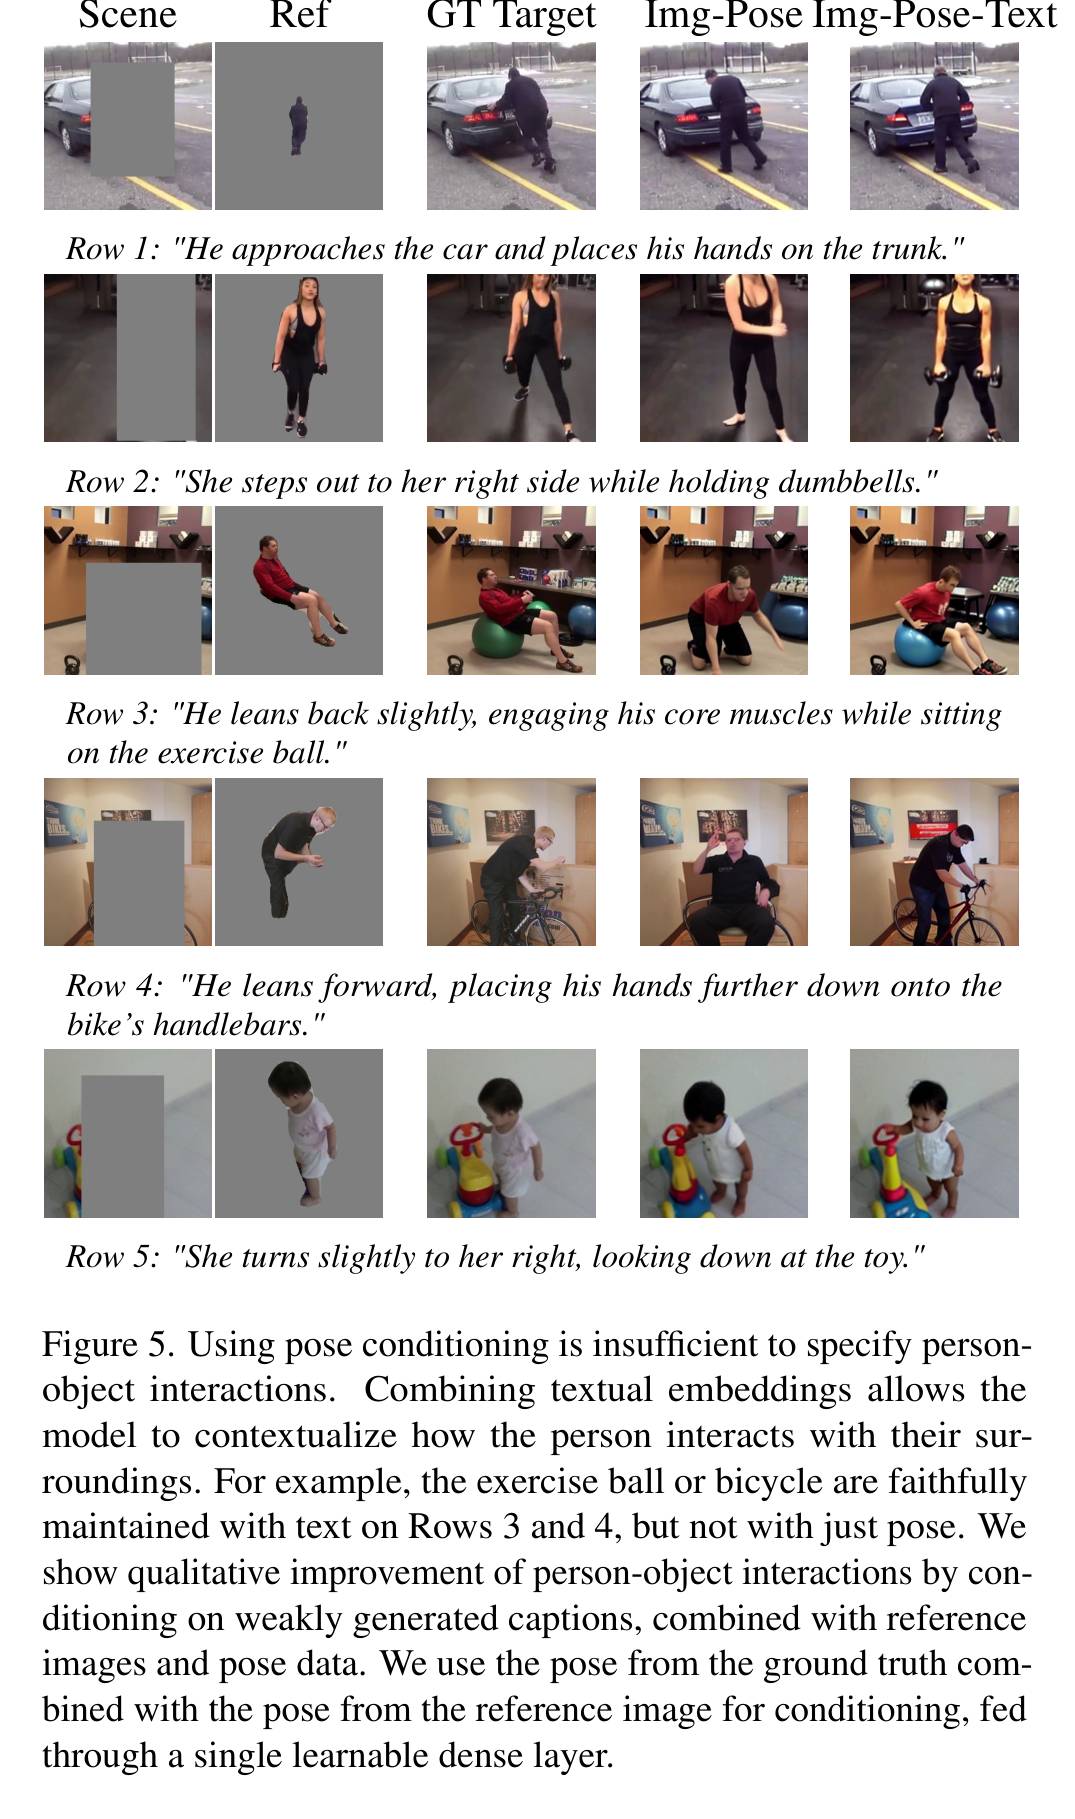 Scene Ref GT Target Img-Pose Img-Pose-Text
Row 1: "He approaches the car and places his hands on the trunk."
Row 2: "She steps out to her right side while holding dumbbells."
Row 3: "He leans back slightly, engaging his core muscles while sitting
on the exercise ball."
Row 4: "He leans forward, placing his hands further down onto the
bike's handlebars."
Row 5: "She turns slightly to her right, looking down at the toy."
Figure 5. Using pose conditioning is insufficient to specify person-
object interactions. Combining textual embeddings allows the
model to contextualize how the person interacts with their sur-
roundings. For example, the exercise ball or bicycle are faithfully
maintained with text on Rows 3 and 4, but not with just pose. We
show qualitative improvement of person-object interactions by con-
ditioning on weakly generated captions, combined with reference
images and pose data. We use the pose from the ground truth com-
bined with the pose from the reference image for conditioning, fed
through a single learnable dense layer.